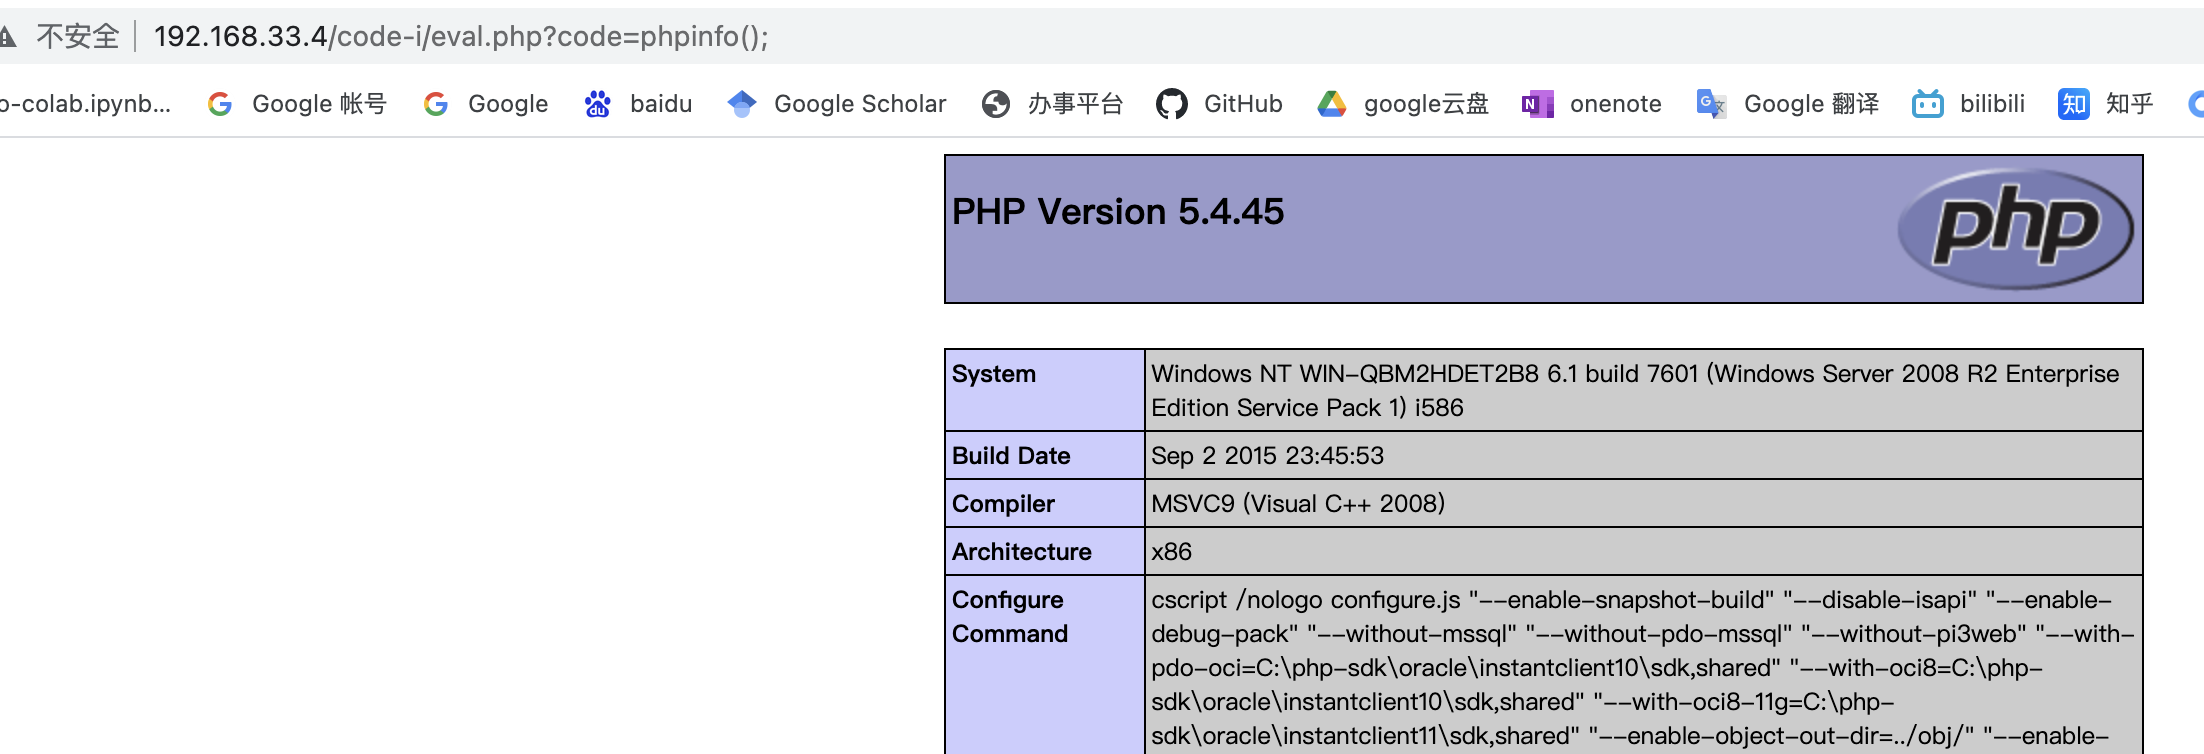 不安全 192.168.33.4/code-i/eval.php?code=phpinfo();
o-colab.ipynb... Google 帐号 Google baidu Google Scholar 办事平台 GitHub google云盘 onenote Google 翻译 bilibili 知乎
PHP Version 5.4.45
php
System Windows NT WIN-QBM2HDET2B8 6.1 build 7601 (Windows Server 2008 R2 Enterprise
Edition Service Pack 1) i586
Build Date Sep 2 2015 23:45:53
Compiler MSVC9 (Visual C++ 2008)
Architecture x86
Configure Command cscript /nologo configure.js "--enable-snapshot-build" "--disable-isapi" "--enable-
debug-pack" "--without-mssql" "--without-pdo-mssql" "--without-pi3web" "--with-
pdo-oci=C:\php-sdk\oracle\instantclient10\sdk,shared" "--with-oci8=C:\php-
sdk\oracle\instantclient10\sdk,shared" "--with-oci8-11g=C:\php-
sdk\oracle\instantclient11\sdk,shared" "--enable-object-out-dir=../obj/" "--enable-